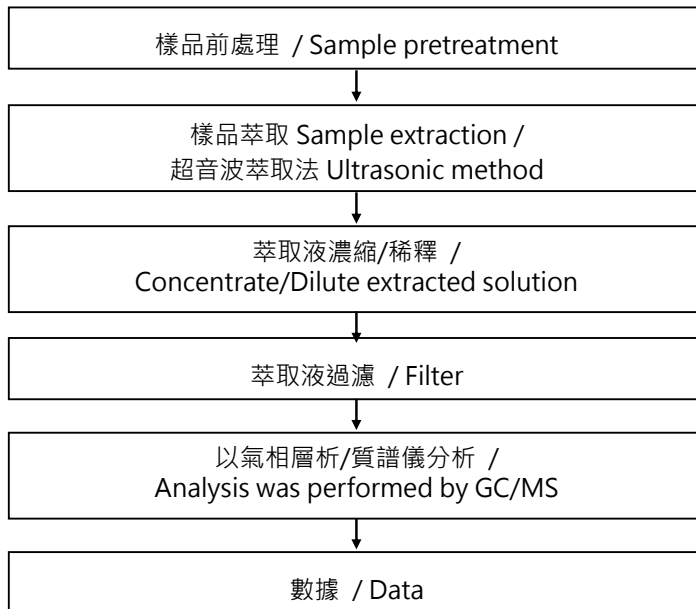 樣品前處理 / Sample pretreatment
樣品萃取 Sample extraction /
超音波萃取法 Ultrasonic method
萃取液濃縮/稀釋 /
Concentrate/Dilute extracted solution
萃取液過濾 / Filter
以氣相層析/質譜儀分析 /
Analysis was performed by GC/MS
數據 / Data